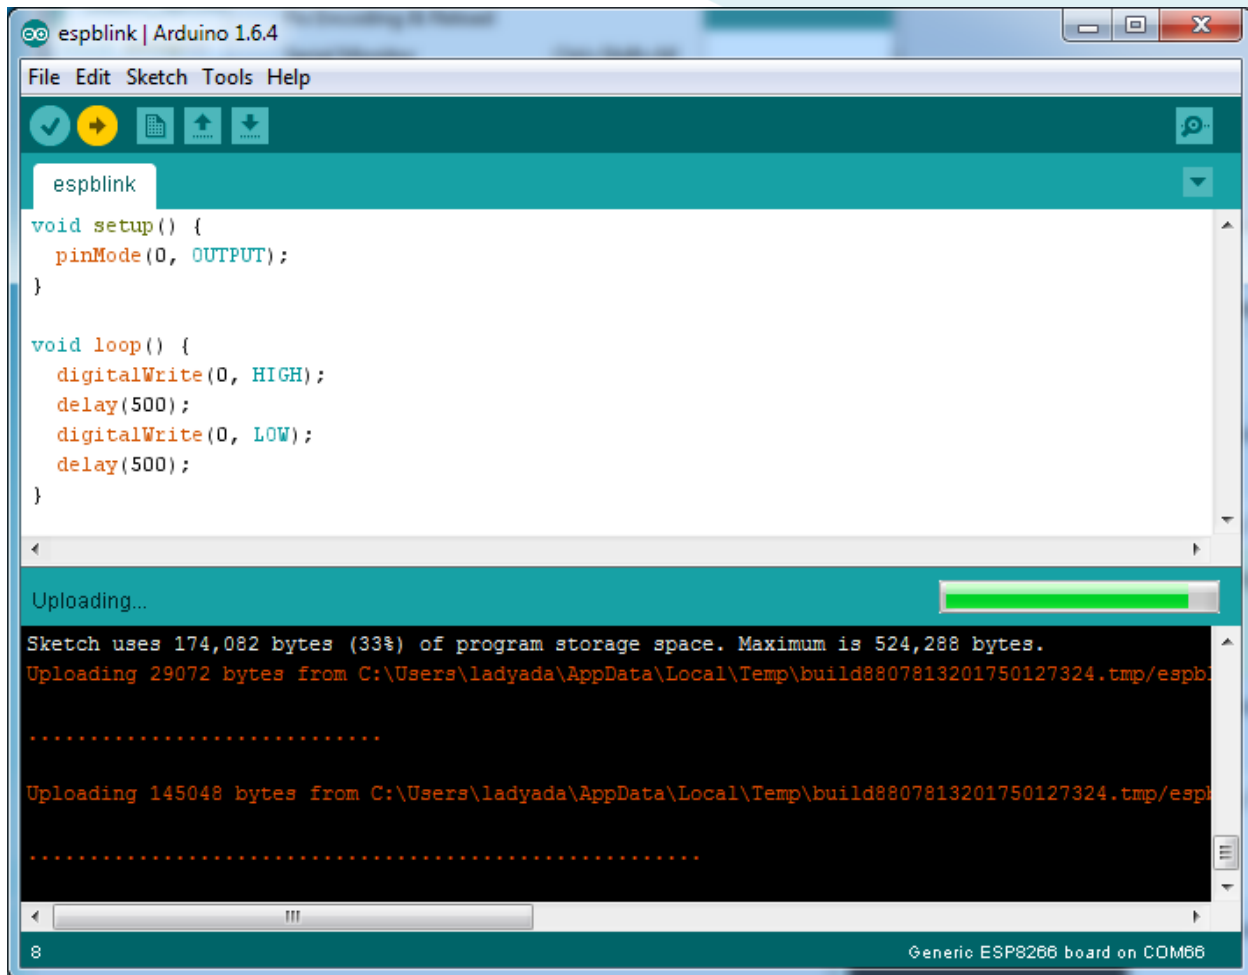 espblink | Arduino 1.6.4
File Edit Sketch Tools Help
espblink
void setup() {
  pinMode(0, OUTPUT);
}

void loop() {
  digitalWrite(0, HIGH);
  delay(500);
  digitalWrite(0, LOW);
  delay(500);
}
Uploading...
Sketch uses 174,082 bytes (33%) of program storage space. Maximum is 524,288 bytes.
Uploading 29072 bytes from C:\Users\ladyada\AppData\Local\Temp\build8807813201750127324.tmp/espb
.............................
Uploading 145048 bytes from C:\Users\ladyada\AppData\Local\Temp\build8807813201750127324.tmp/esp
.......................................................
8
Generic ESP8266 board on COM66